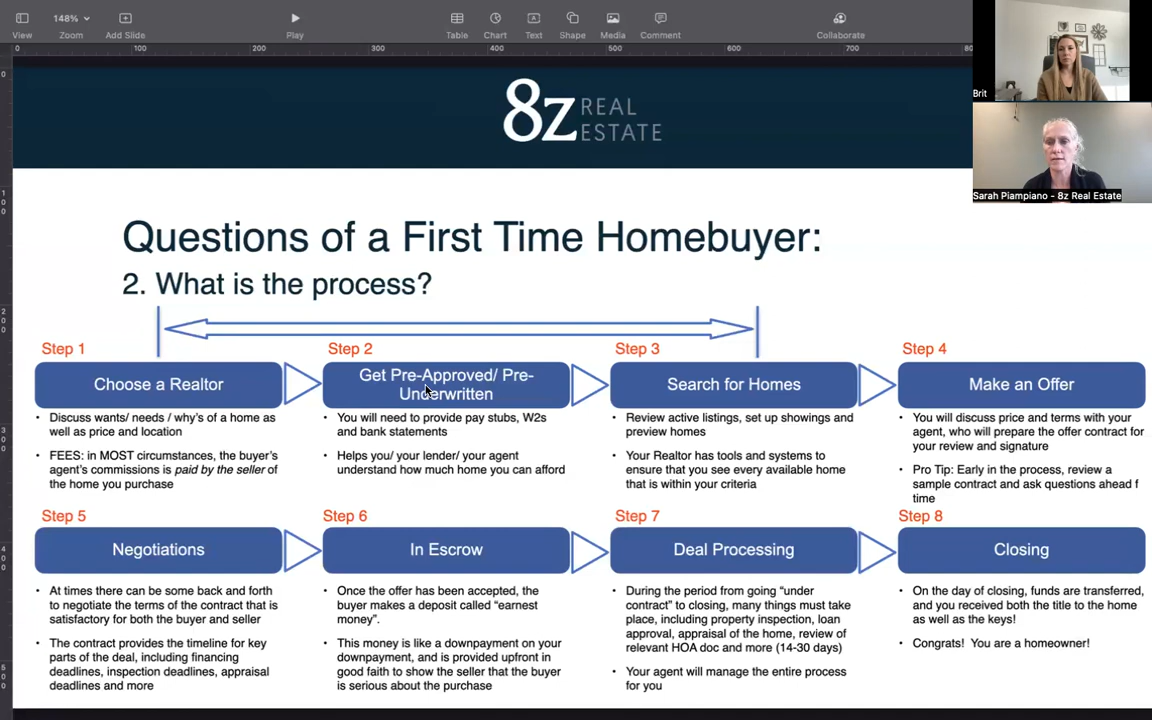 148%
View
Zoom
Add Slide
Play
Table
Chart
Text
Shape
Media
Comment
Collaborate
0
100
200
300
400
500
600
700
80
Brit
Sarah Piampiano - 8z Real Estate
8z REAL
ESTATE
Questions of a First Time Homebuyer:
2. What is the process?
Step 1
Choose a Realtor
• Discuss wants/ needs / why's of a home as
well as price and location
• FEES: in MOST circumstances, the buyer's
agent's commissions is paid by the seller of
the home you purchase
Step 2
Get Pre-Approved/ Pre-
Underwritten
• You will need to provide pay stubs, W2s
and bank statements
• Helps you/ your lender/ your agent
understand how much home you can afford
Step 3
Search for Homes
• Review active listings, set up showings and
preview homes
• Your Realtor has tools and systems to
ensure that you see every available home
that is within your criteria
Step 4
Make an Offer
• You will discuss price and terms with your
agent, who will prepare the offer contract for
your review and signature
• Pro Tip: Early in the process, review a
sample contract and ask questions ahead f
time
Step 5
Negotiations
• At times there can be some back and forth
to negotiate the terms of the contract that is
satisfactory for both the buyer and seller
• The contract provides the timeline for key
parts of the deal, including financing
deadlines, inspection deadlines, appraisal
deadlines and more
Step 6
In Escrow
• Once the offer has been accepted, the
buyer makes a deposit called “earnest
money”.
• This money is like a downpayment on your
downpayment, and is provided upfront in
good faith to show the seller that the buyer
is serious about the purchase
Step 7
Deal Processing
• During the period from going “under
contract” to closing, many things must take
place, including property inspection, loan
approval, appraisal of the home, review of
relevant HOA doc and more (14-30 days)
• Your agent will manage the entire process
for you
Step 8
Closing
• On the day of closing, funds are transferred,
and you received both the title to the home
as well as the keys!
• Congrats! You are a homeowner!